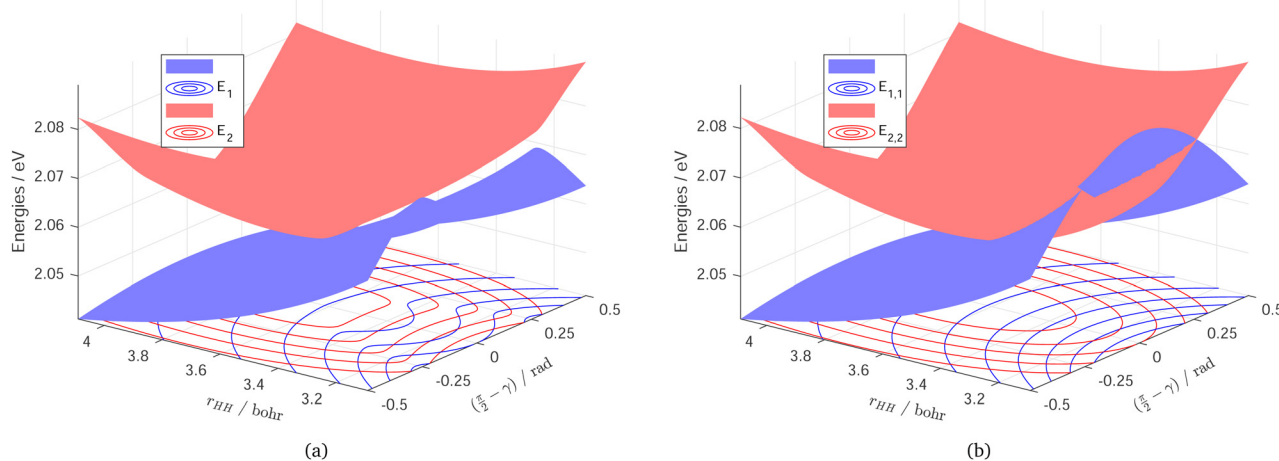 E1
E2
2.08
2.07
2.06
2.05
Energies / eV
4
3.8
3.6
3.4
3.2
r_HH / bohr
-0.5
-0.25
0
0.25
0.5
(π/2 − γ) / rad
(a)
E1,1
E2,2
2.08
2.07
2.06
2.05
Energies / eV
4
3.8
3.6
3.4
3.2
r_HH / bohr
-0.5
-0.25
0
0.25
0.5
(π/2 − γ) / rad
(b)